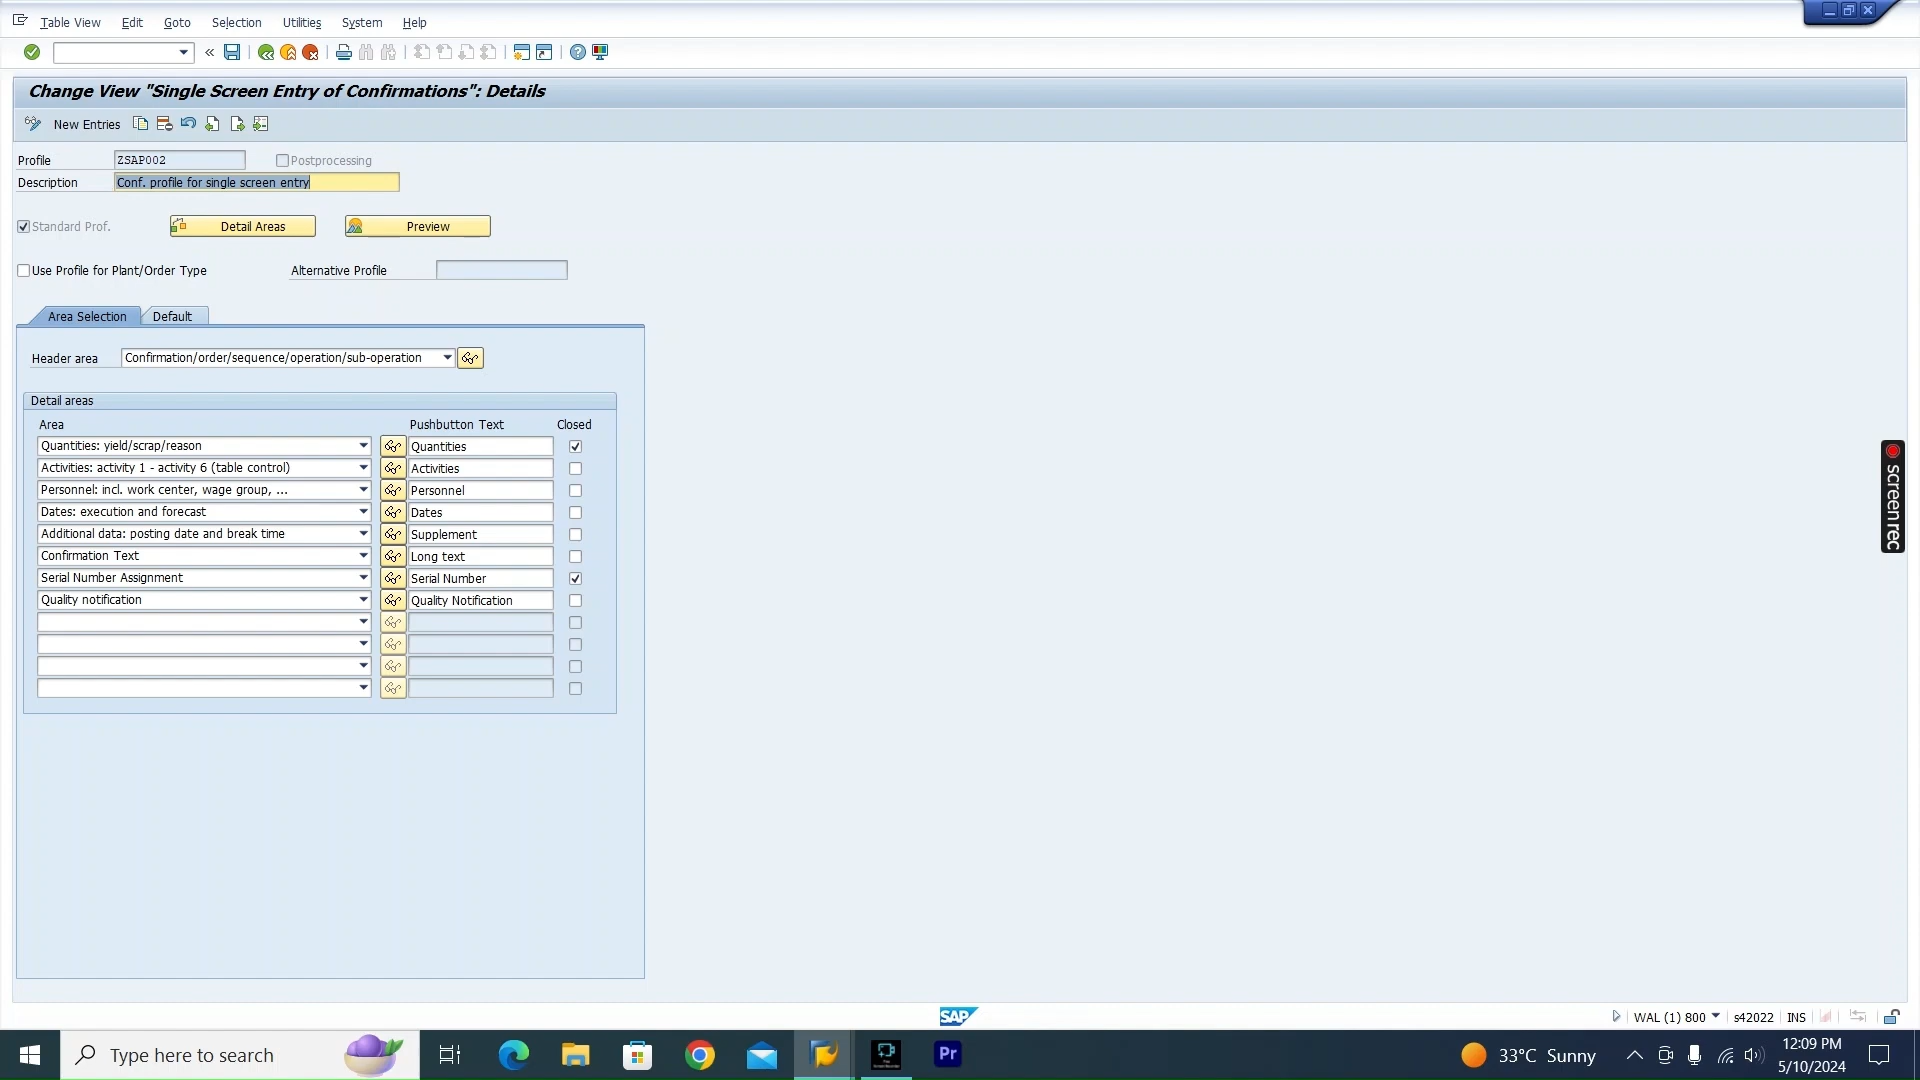 Table View Edit Goto Selection Utilities System Help
Change View "Single Screen Entry of Confirmations": Details
New Entries
Profile ZSAP002 Postprocessing
Description Conf. profile for single screen entry
Standard Prof. Detail Areas Preview
Use Profile for Plant/Order Type Alternative Profile
Area Selection Default
Header area Confirmation/order/sequence/operation/sub-operation
Detail areas
Area Pushbutton Text Closed
Quantities: yield/scrap/reason Quantities
Activities: activity 1 - activity 6 (table control) Activities
Personnel: incl. work center, wage group, ... Personnel
Dates: execution and forecast Dates
Additional data: posting date and break time Supplement
Confirmation Text Long text
Serial Number Assignment Serial Number
Quality notification Quality Notification
screenrec
SAP
WAL (1) 800 s42022 INS
Type here to search
Pr
33°C Sunny
12:09 PM
5/10/2024